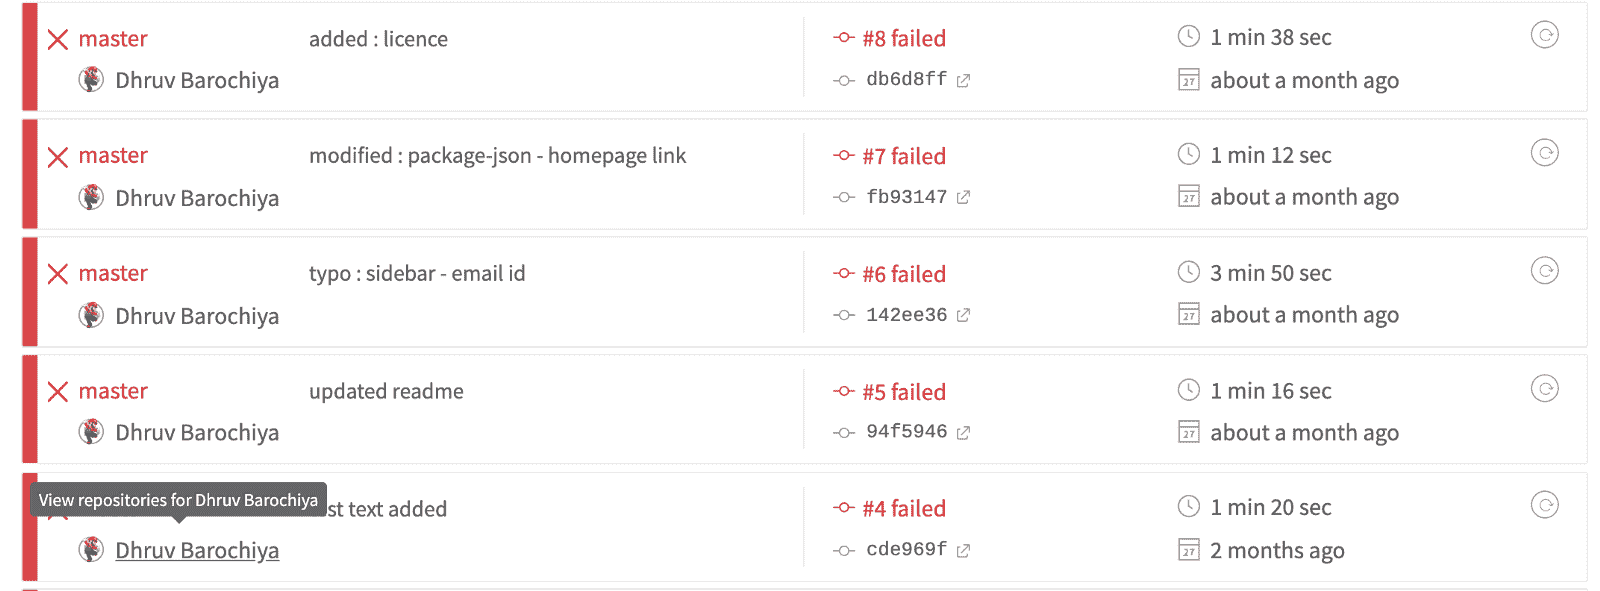 master added : licence #8 failed 1 min 38 sec
Dhruv Barochiya db6d8ff 27 about a month ago
master modified : package-json - homepage link #7 failed 1 min 12 sec
Dhruv Barochiya fb93147 27 about a month ago
master typo : sidebar - email id #6 failed 3 min 50 sec
Dhruv Barochiya 142ee36 27 about a month ago
master updated readme #5 failed 1 min 16 sec
Dhruv Barochiya 94f5946 27 about a month ago
View repositories for Dhruv Barochiya
text added #4 failed 1 min 20 sec
Dhruv Barochiya cde969f 27 2 months ago